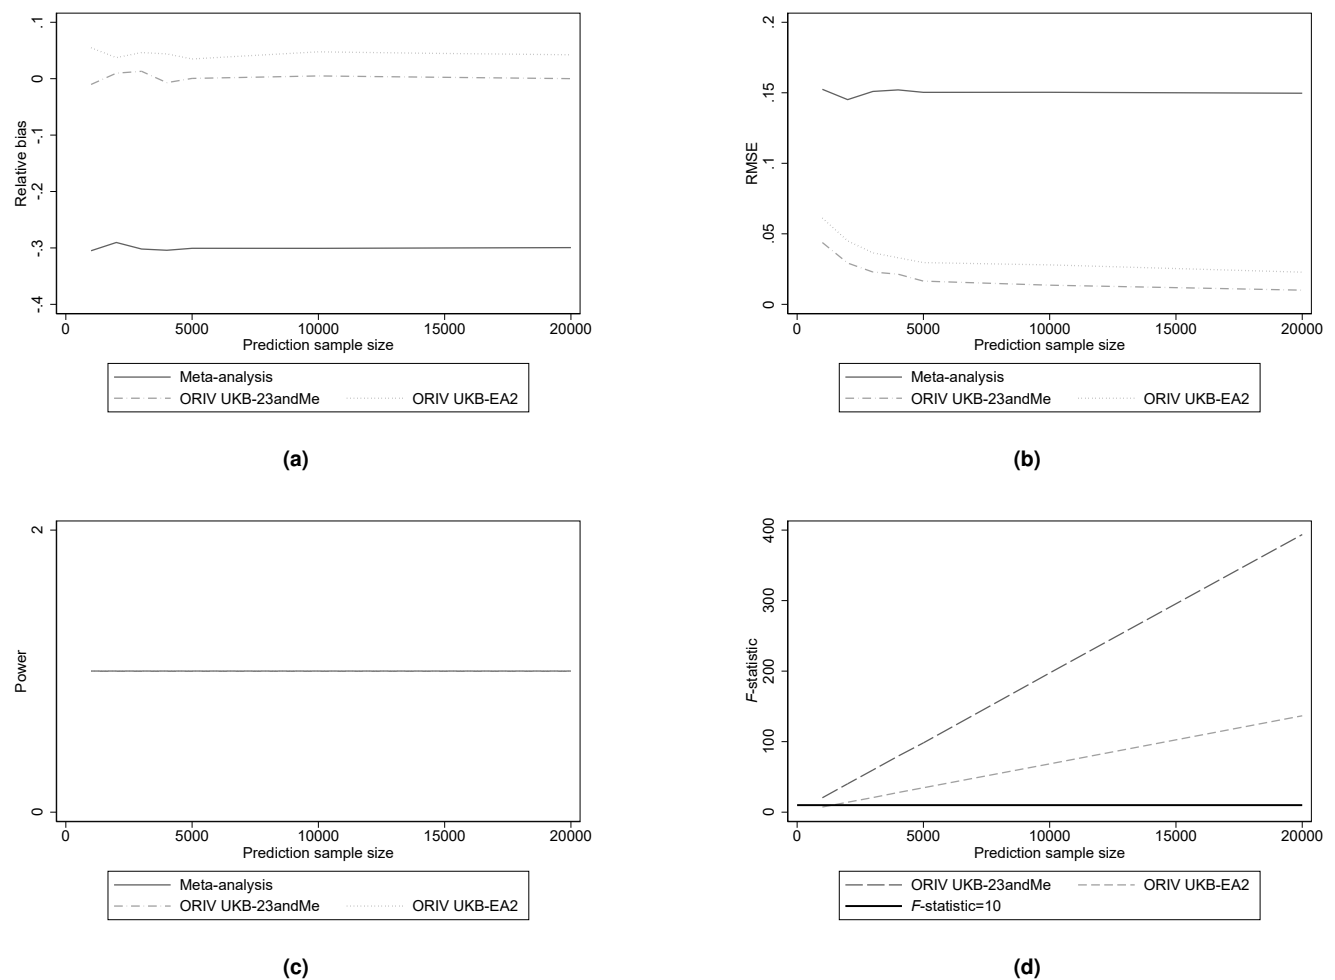 .1
0
-.1
-.2
-.3
-.4
Relative bias
0 5000 10000 15000 20000
Prediction sample size
Meta-analysis
ORIV UKB-23andMe ORIV UKB-EA2
(a)
.2
.15
.1
.05
0
RMSE
0 5000 10000 15000 20000
Prediction sample size
Meta-analysis
ORIV UKB-23andMe ORIV UKB-EA2
(b)
2
0
Power
0 5000 10000 15000 20000
Prediction sample size
Meta-analysis
ORIV UKB-23andMe ORIV UKB-EA2
(c)
400
300
200
100
0
F-statistic
0 5000 10000 15000 20000
Prediction sample size
ORIV UKB-23andMe ORIV UKB-EA2
F-statistic=10
(d)